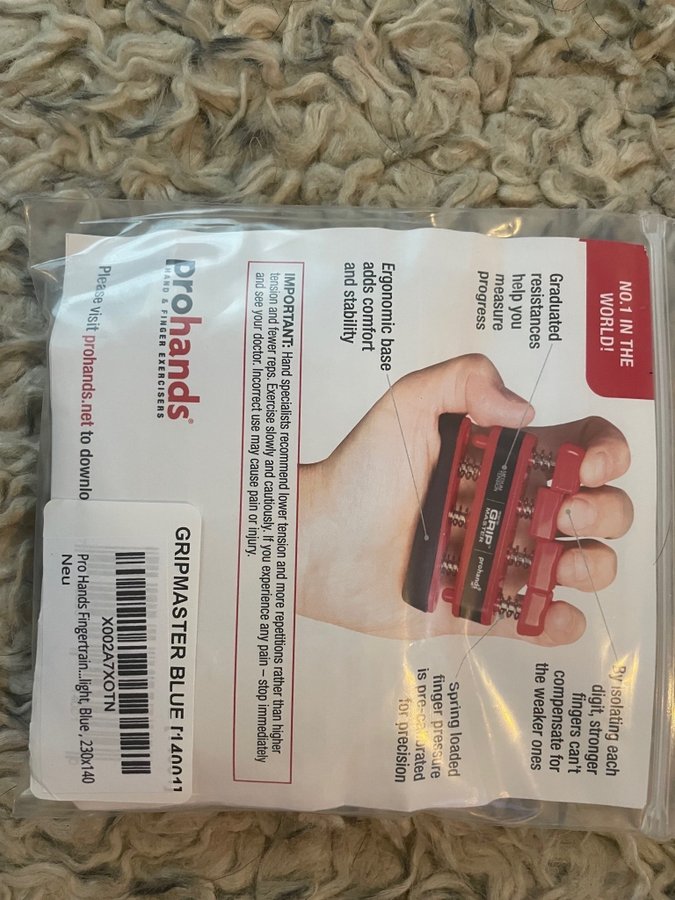 NO.1 IN THE
WORLD!
Graduated
resistances
help you
measure
progress
By isolating each
digit, stronger
fingers can't
compensate for
the weaker ones
Ergonomic base
adds comfort
and stability
Spring loaded
finger pressure
is pre-calibrated
for precision
MEDIUM
TENSION
GRIP
MASTER
prohands
IMPORTANT: Hand specialists recommend lower tension and more repetitions rather than higher
tension and fewer reps. Exercise slowly and cautiously. If you experience any pain – stop immediately
and see your doctor. Incorrect use may cause pain or injury.
prohands®
HAND & FINGER EXERCISERS
Please visit prohands.net to downlo
GRIPMASTER BLUE
X002A7XOTN
Pro Hands Fingertrain...light, Blue, 230x140
Neu